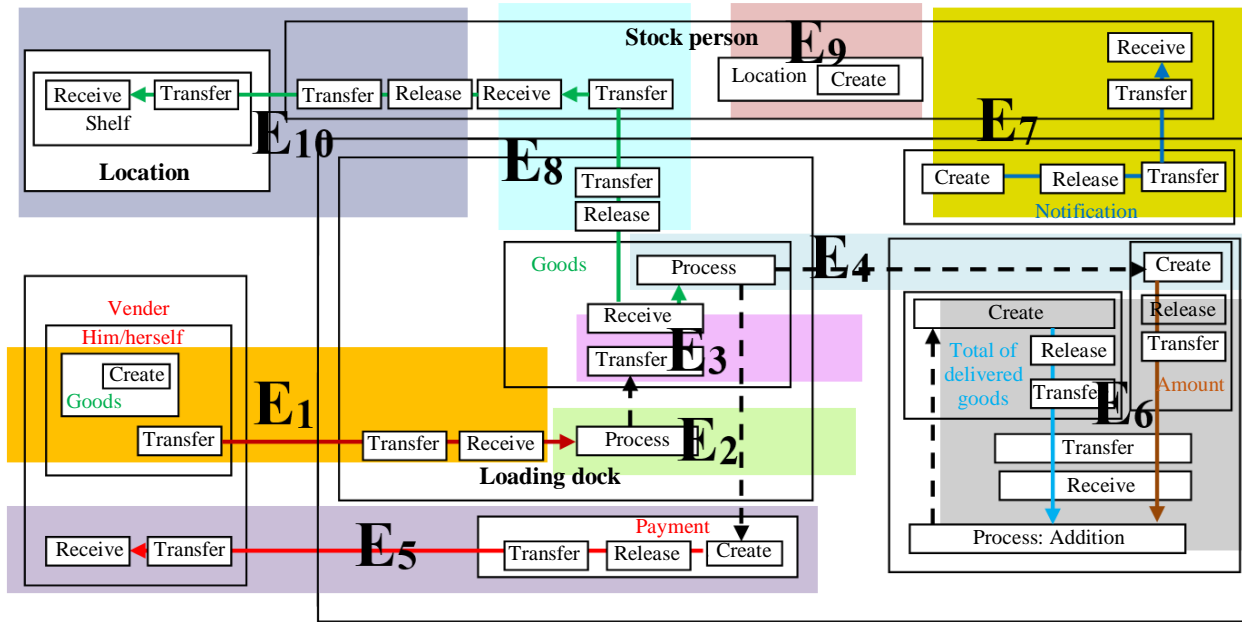 Stock person
E9
Receive
Location
Create
Receive
Transfer
Transfer
Release
Receive
Transfer
Transfer
Shelf
E10
E7
Location
E8
Transfer
Create
Release
Transfer
Release
Notification
Goods
Process
E4
Create
Vender
Receive
Create
Release
Him/herself
Transfer
E3
Total of
delivered
goods
Release
Transfer
Create
Goods
E1
Transfer
E6
Amount
Transfer
Transfer
Receive
Process
E2
Transfer
Loading dock
Receive
Payment
Process: Addition
Receive
Transfer
E5
Transfer
Release
Create